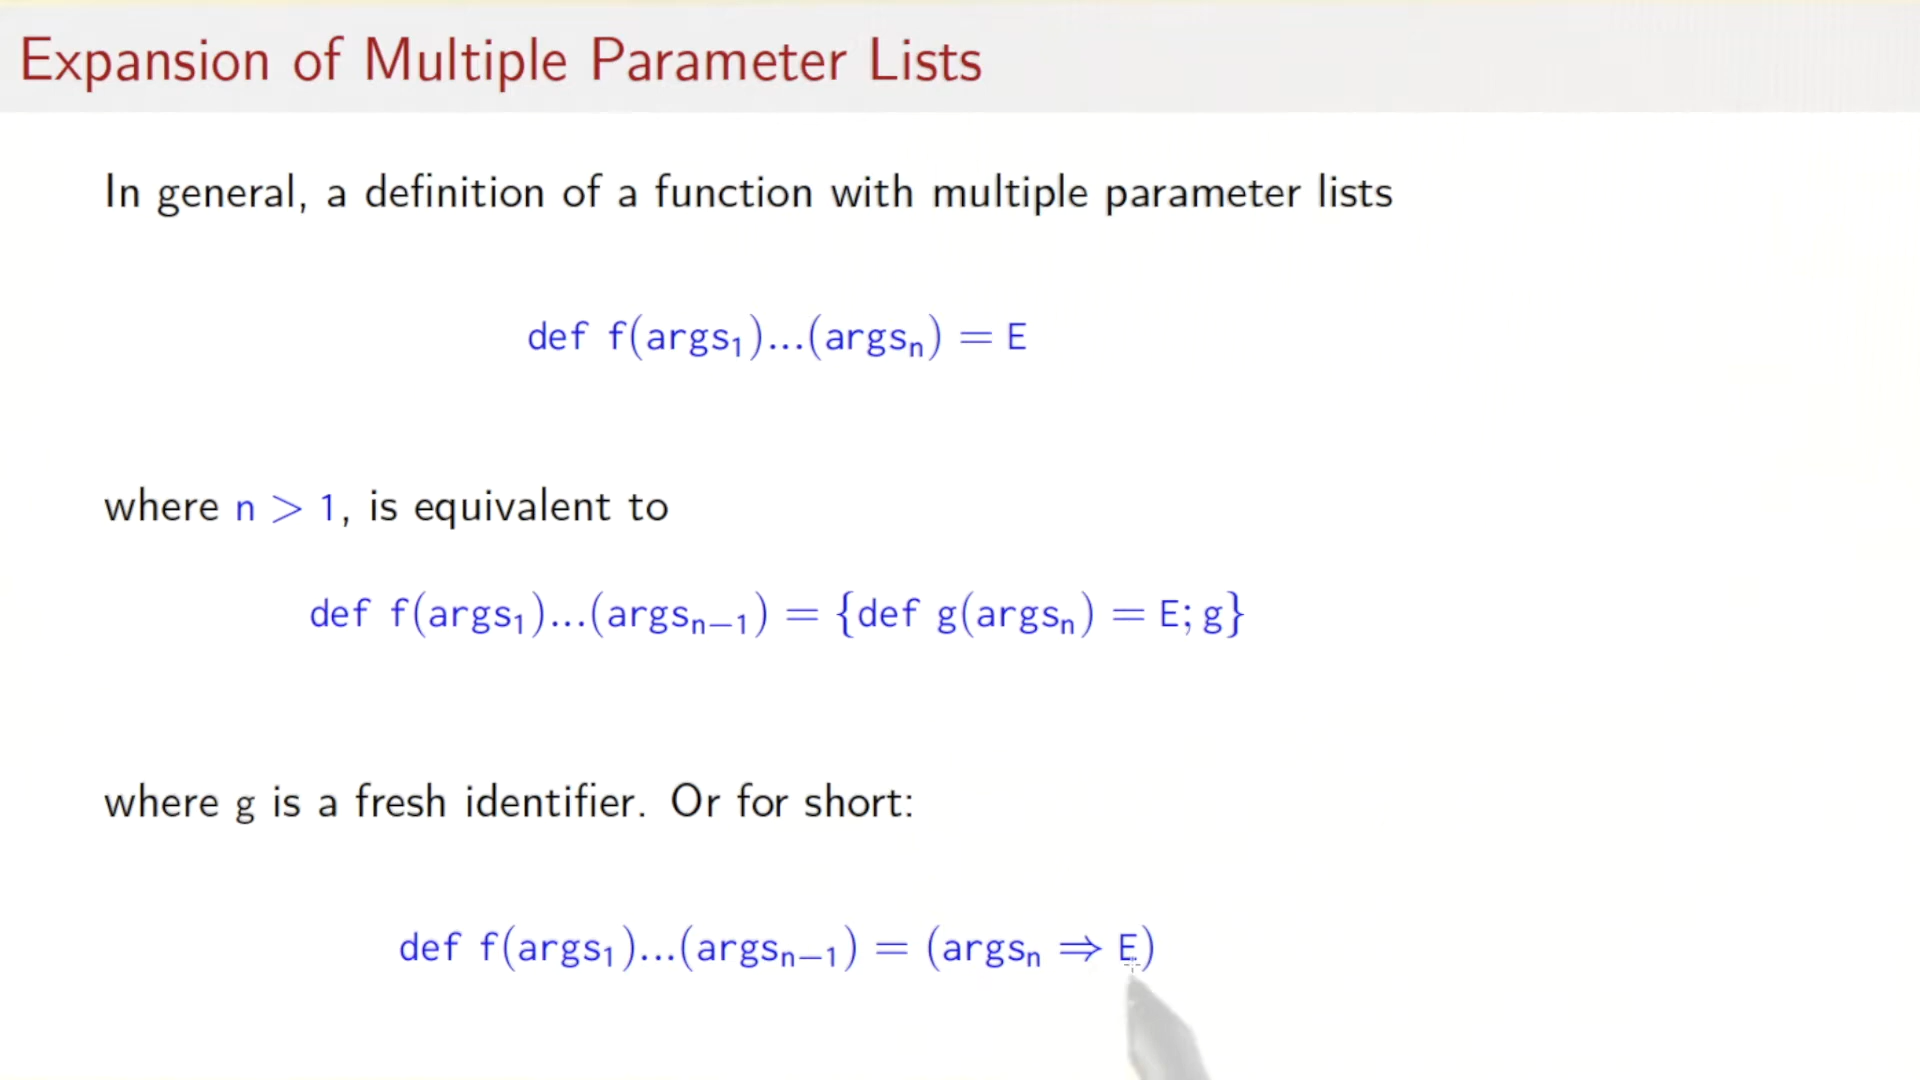 Expansion of Multiple Parameter Lists
In general, a definition of a function with multiple parameter lists
def f(args₁)...(argsₙ) = E
where n > 1, is equivalent to
def f(args₁)...(argsₙ₋₁) = {def g(argsₙ) = E; g}
where g is a fresh identifier. Or for short:
def f(args₁)...(argsₙ₋₁) = (argsₙ ⇒ E)